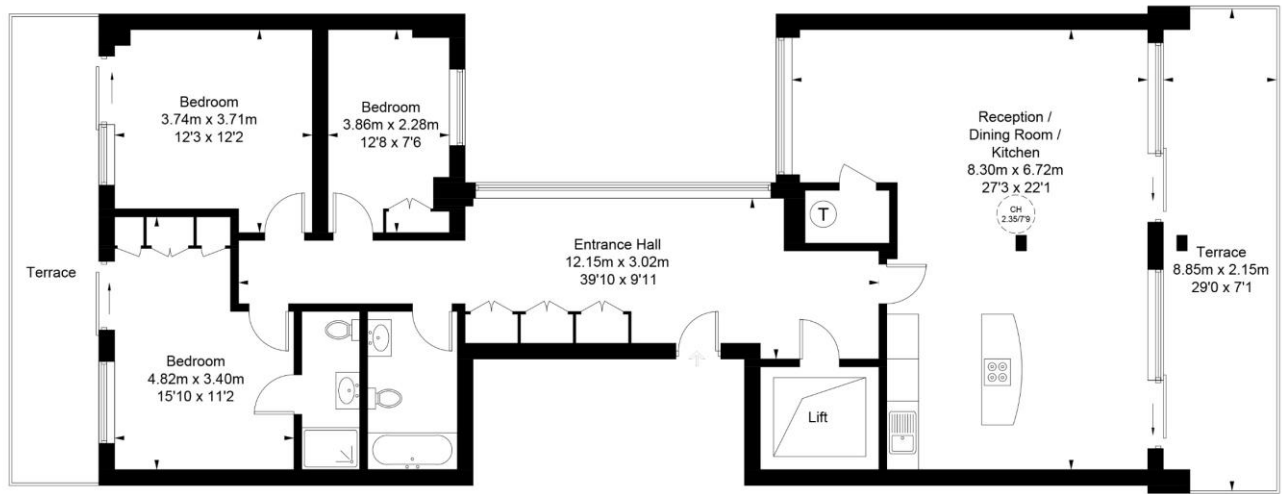 Bedroom
3.74m x 3.71m
12'3 x 12'2
Bedroom
3.86m x 2.28m
12'8 x 7'6
Reception /
Dining Room /
Kitchen
8.30m x 6.72m
27'3 x 22'1
CH
2.35/7'9
T
Terrace
Entrance Hall
12.15m x 3.02m
39'10 x 9'11
Terrace
8.85m x 2.15m
29'0 x 7'1
Bedroom
4.82m x 3.40m
15'10 x 11'2
Lift